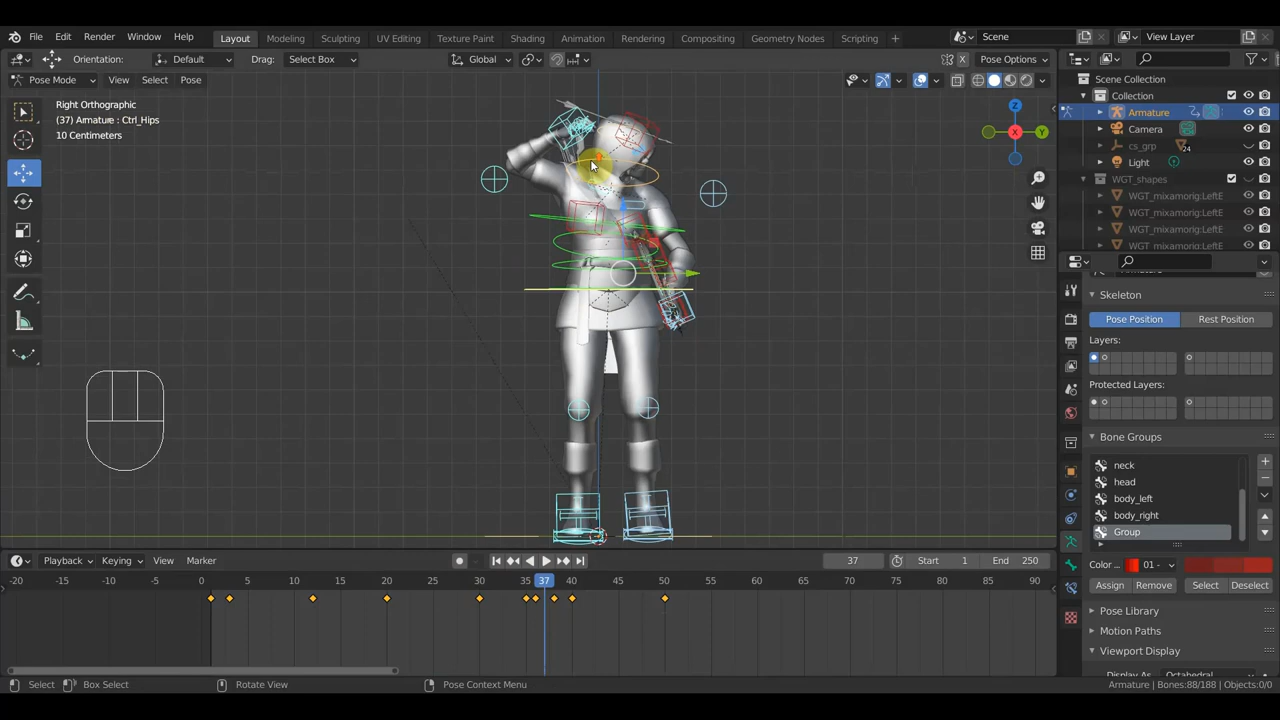 File Edit Render Window Help Layout Modeling Sculpting UV Editing Texture Paint Shading Animation Rendering Compositing Geometry Nodes Scripting + Scene View Layer
Orientation: Default Drag: Select Box Global Pose Options
Pose Mode View Select Pose
Scene Collection
Collection
Armature
Camera
cs_grp 24
Light
WGT_shapes
WGT_mixamorig:LeftE
WGT_mixamorig:LeftE
WGT_mixamorig:LeftE
WGT_mixamorig:LeftE
Right Orthographic
(37) Armature : Ctrl_Hips
10 Centimeters
Z
Y
X
Skeleton
Pose Position Rest Position
Layers:
Protected Layers:
Bone Groups
neck
head
body_left
body_right
Group
Color ... 01 -
Assign Remove Select Deselect
Pose Library
Motion Paths
Viewport Display
Display As Octahedral
Playback Keying View Marker 37 Start 1 End 250
-20 -15 -10 -5 0 5 10 15 20 25 30 35 37 40 45 50 55 60 65 70 75 80 85 90
Select Box Select Rotate View Pose Context Menu Armature | Bones:88/188 | Objects:0/0